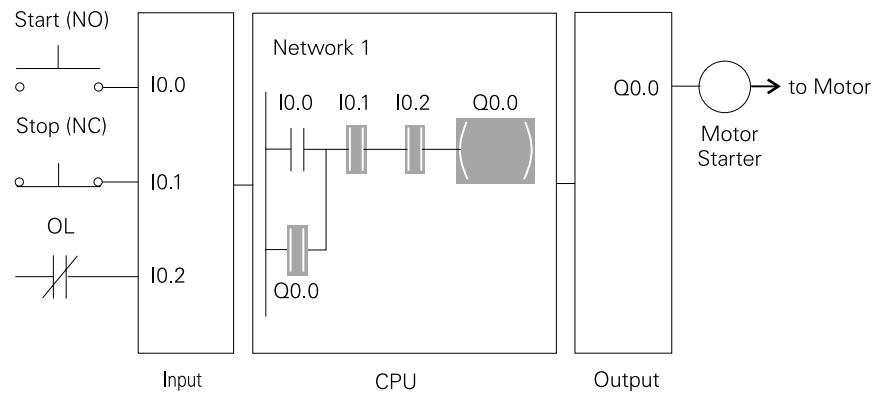 Start (NO)
I0.0
Stop (NC)
I0.1
OL
I0.2
Input
Network 1
I0.0 I0.1 I0.2 Q0.0
Q0.0
CPU
Q0.0
Output
to Motor
Motor
Starter